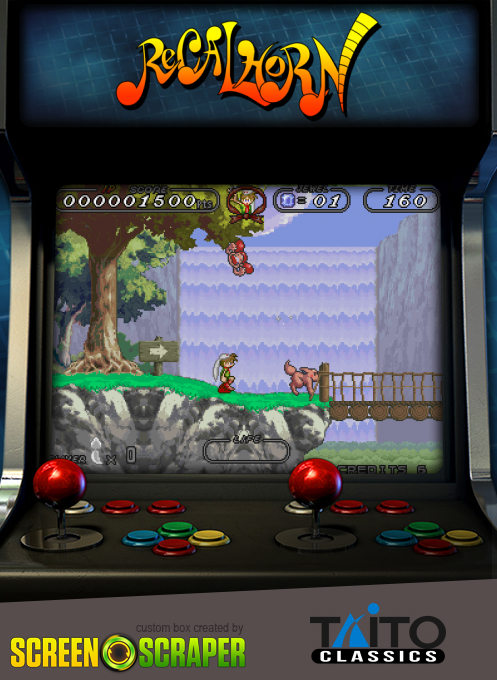 RECALHORN
SCORE JEWEL TIME
000001500 Pts = 01 160
LIFE
x 0
CREDITS 6
custom box created by
SCREEN SCRAPER
TAITO
CLASSICS